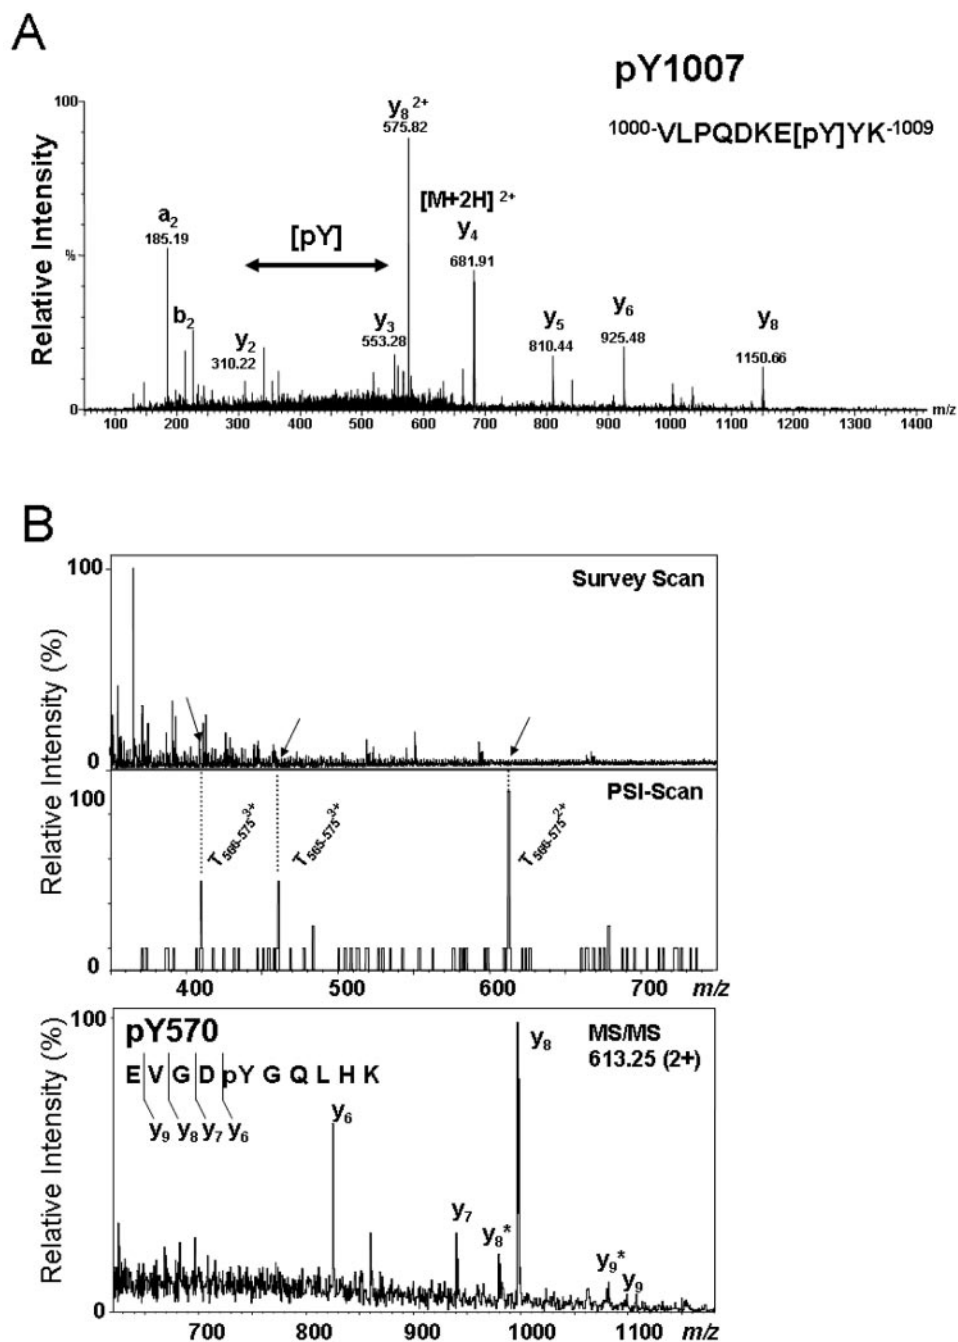 A
pY1007
1000-VLPQDKE[pY]YK-1009
Relative Intensity
100
%
0
a2
185.19
b2
y2
310.22
[pY]
y3
553.28
y8 2+
575.82
[M+2H] 2+
y4
681.91
y5
810.44
y6
925.48
y8
1150.66
100 200 300 400 500 600 700 800 900 1000 1100 1200 1300 1400 m/z
B
Relative Intensity (%)
100
0
Survey Scan
100
0
PSI-Scan
T566-575 3+
T565-575 3+
T566-575 2+
400 500 600 700 m/z
Relative Intensity (%)
100
0
pY570
E V G D pY G Q L H K
y9 y8 y7 y6
MS/MS
613.25 (2+)
y6
y7
y8*
y8
y9*
y9
700 800 900 1000 1100 m/z